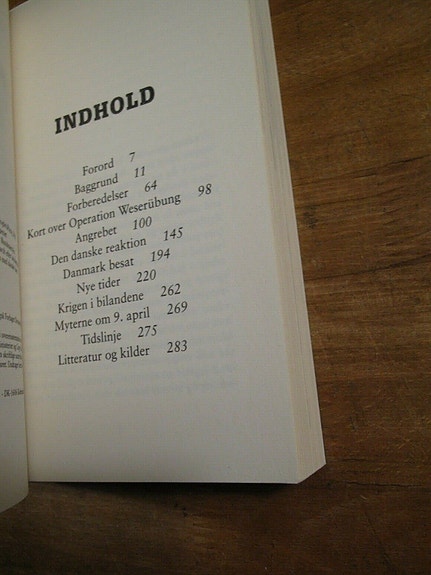 INDHOLD
Forord 7
Baggrund 11
Forberedelser 64
Kort over Operation Weserübung 98
Angrebet 100
Den danske reaktion 145
Danmark besat 194
Nye tider 220
Krigen i bilandene 262
Myterne om 9. april 269
Tidslinje 275
Litteratur og kilder 283